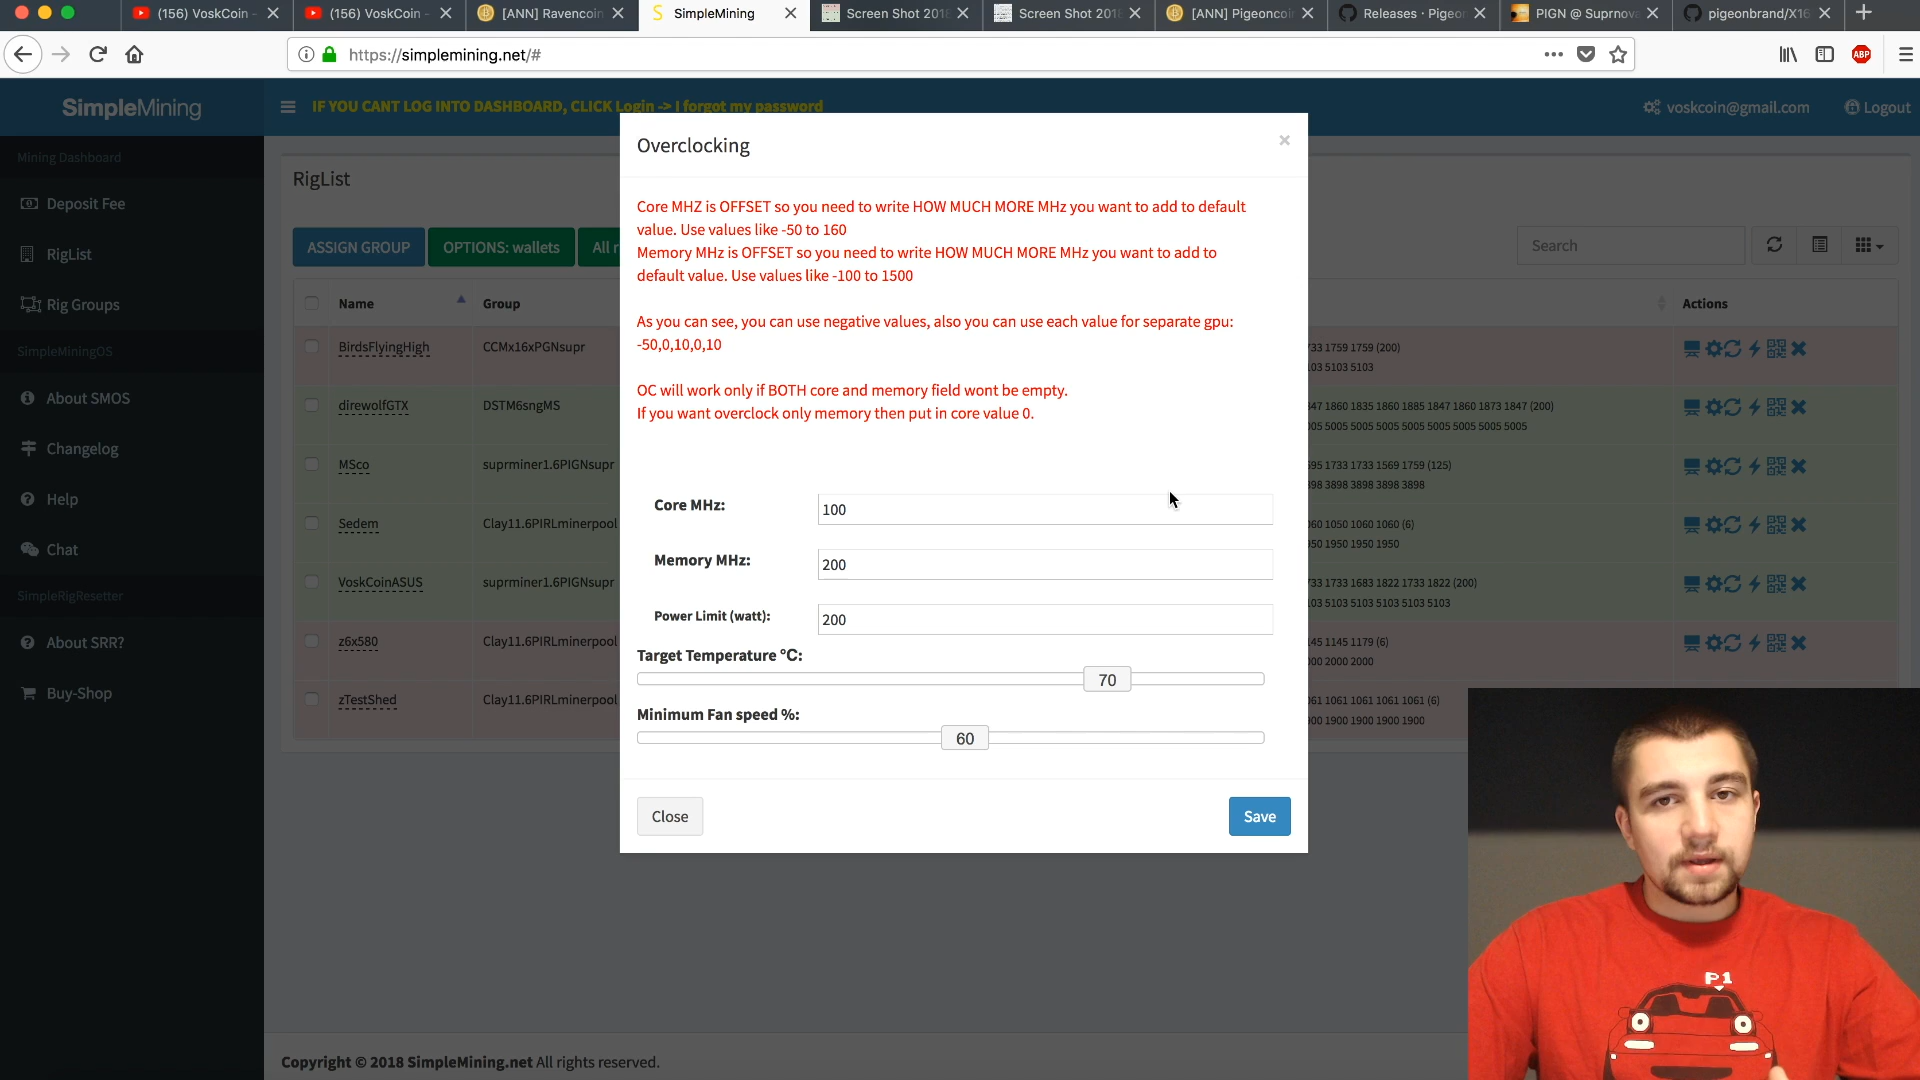 (156) VoskCoin -
(156) VoskCoin -
[ANN] Ravencoin
SimpleMining
Screen Shot 2018
Screen Shot 201
[ANN] Pigeoncoi
Releases · Pigeo
PIGN @ Suprnova
pigeonbrand/X16
https://simplemining.net/#
ABP
SimpleMining
IF YOU CANT LOG INTO DASHBOARD, CLICK Login -> I forgot my password
voskcoin@gmail.com
Logout
Mining Dashboard
Deposit Fee
RigList
Rig Groups
SimpleMiningOS
About SMOS
Changelog
Help
Chat
SimpleRigResetter
About SRR?
Buy-Shop
RigList
ASSIGN GROUP
OPTIONS: wallets
All r
Search
Name
Group
Actions
BirdsFlyingHigh
CCMx16xPGNsupr
33 1759 1759 (200)
03 5103 5103
direwolfGTX
DSTM6sngMS
47 1860 1835 1860 1885 1847 1860 1873 1847 (200)
05 5005 5005 5005 5005 5005 5005 5005 5005
MSco
suprminer1.6PIGNsupr
95 1733 1733 1569 1759 (125)
98 3898 3898 3898 3898
Sedem
Clay11.6PIRLminerpool
60 1050 1060 1060 (6)
50 1950 1950 1950
VoskCoinASUS
suprminer1.6PIGNsupr
33 1733 1683 1822 1733 1822 (200)
03 5103 5103 5103 5103 5103
z6x580
Clay11.6PIRLminerpool
45 1145 1179 (6)
00 2000 2000
zTestShed
Clay11.6PIRLminerpool
61 1061 1061 1061 1061 (6)
00 1900 1900 1900 1900
Overclocking
Core MHZ is OFFSET so you need to write HOW MUCH MORE MHz you want to add to default
value. Use values like -50 to 160
Memory MHz is OFFSET so you need to write HOW MUCH MORE MHz you want to add to
default value. Use values like -100 to 1500
As you can see, you can use negative values, also you can use each value for separate gpu:
-50,0,10,0,10
OC will work only if BOTH core and memory field wont be empty.
If you want overclock only memory then put in core value 0.
Core MHz:
100
Memory MHz:
200
Power Limit (watt):
200
Target Temperature °C:
70
Minimum Fan speed %:
60
Close
Save
P1
Copyright © 2018 SimpleMining.net All rights reserved.